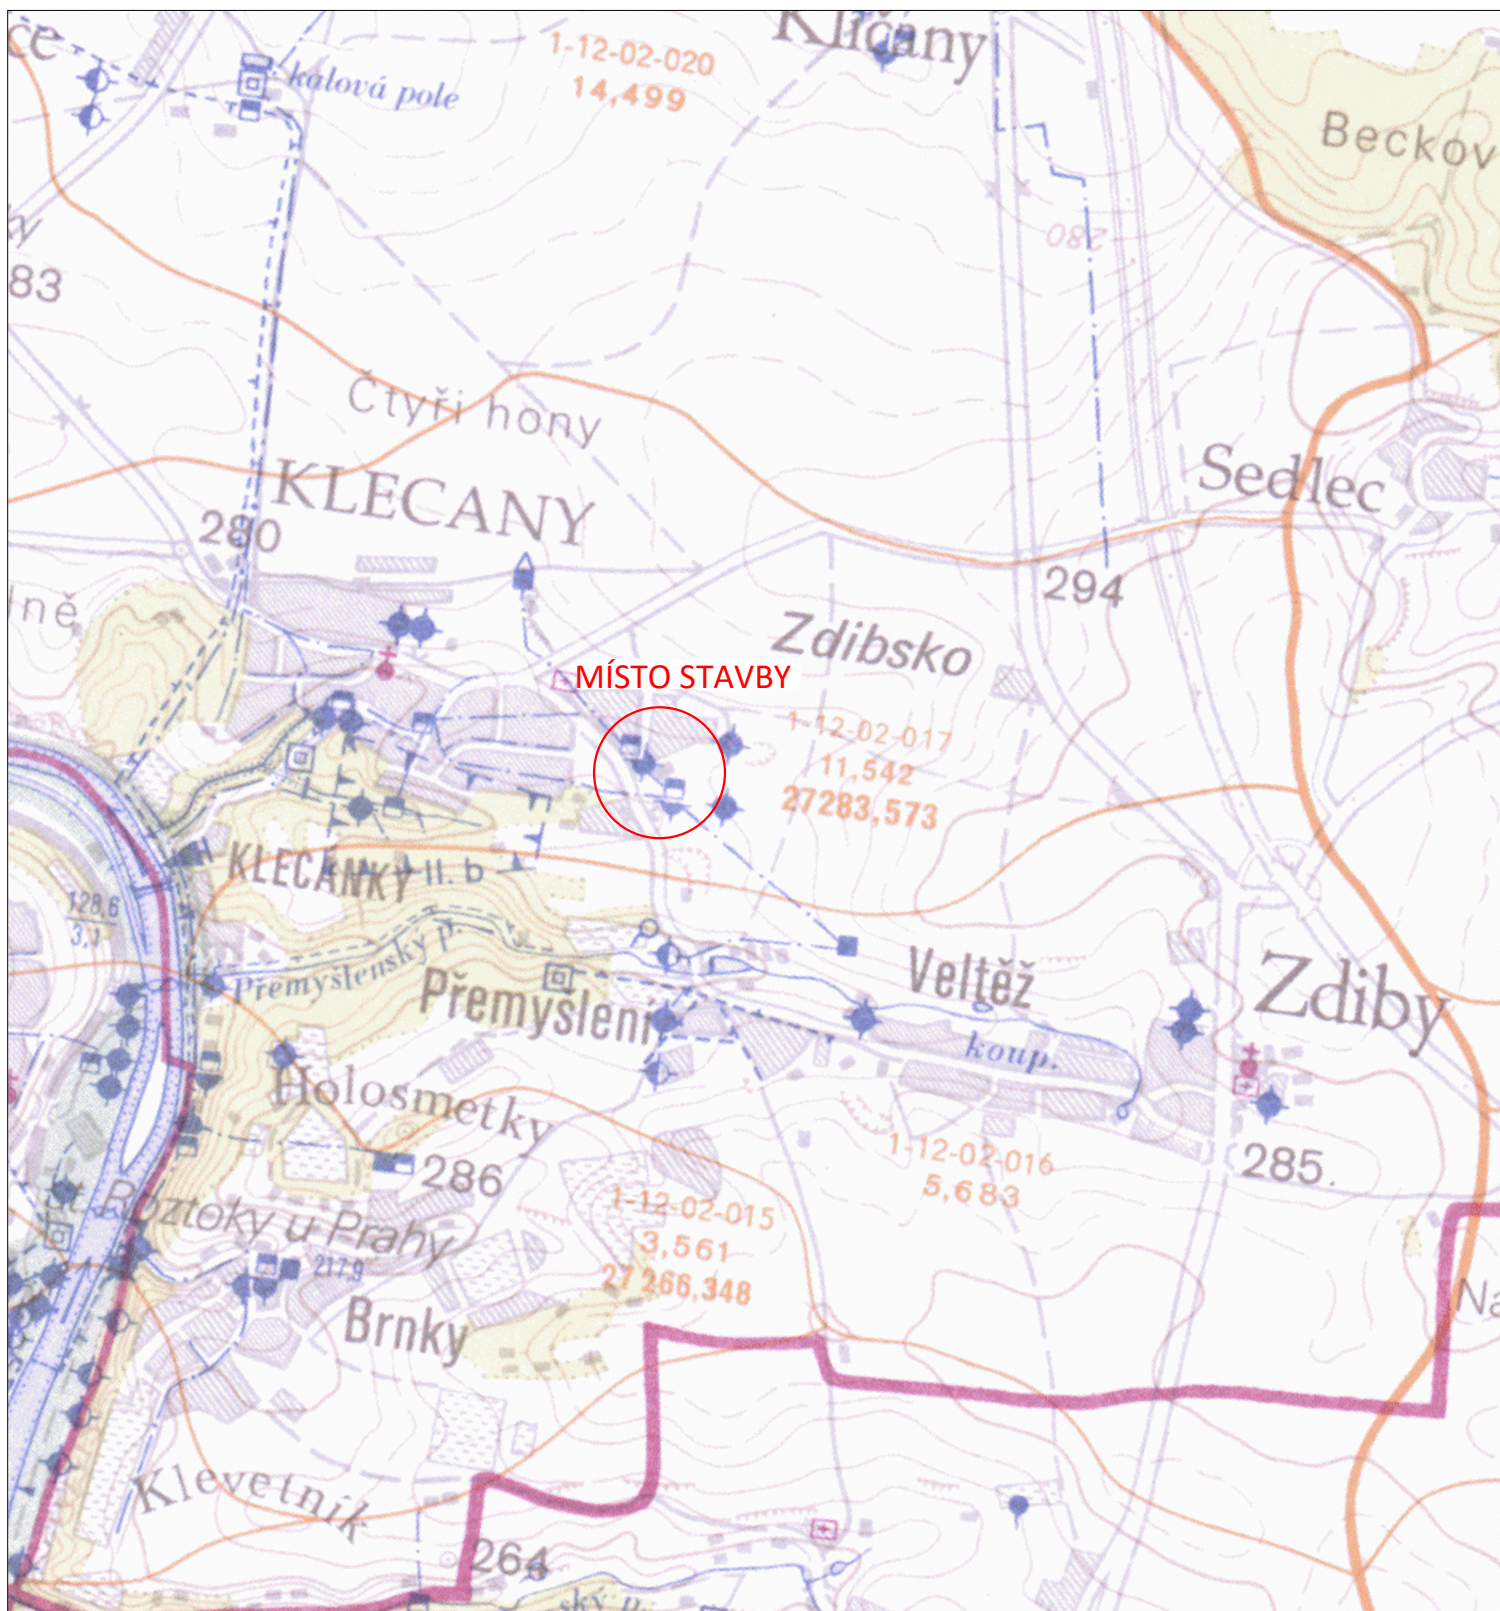 Klíčany
ce
1-12-02-020
14,499
kalová pole
Beckov
280
83
Čtyři hony
Sedlec
KLECANY
280
294
Zdibsko
MÍSTO STAVBY
1-12-02-017
11,542
27283,573
KLECÁNKY
II. b
128,6
3,1
Přemyšlenský p.
Veltěž
Zdiby
Přemyšlení
koup.
Holosmetky
286
1-12-02-016
5,683
285.
Roztoky u Prahy
1-12-02-015
3,561
27266,348
217,9
Brnky
Klevetník
264
ský p.